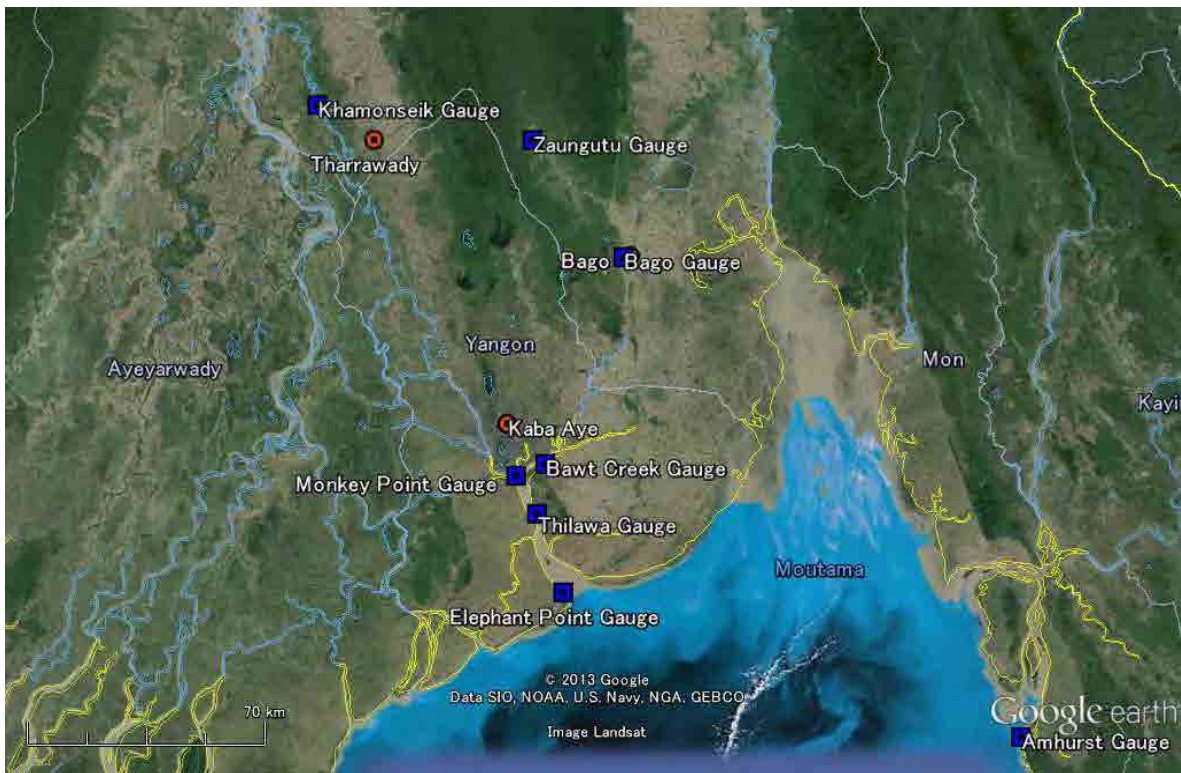 Khamonseik Gauge
Tharrawady
Zaungutu Gauge
Bago
Bago Gauge
Yangon
Ayeyarwady
Mon
Kaba Aye
Bawt Creek Gauge
Monkey Point Gauge
Thilawa Gauge
Moutama
Elephant Point Gauge
© 2013 Google
Data SIO, NOAA, U.S. Navy, NGA, GEBCO
70 km
Image Landsat
Google earth
Amhurst Gauge